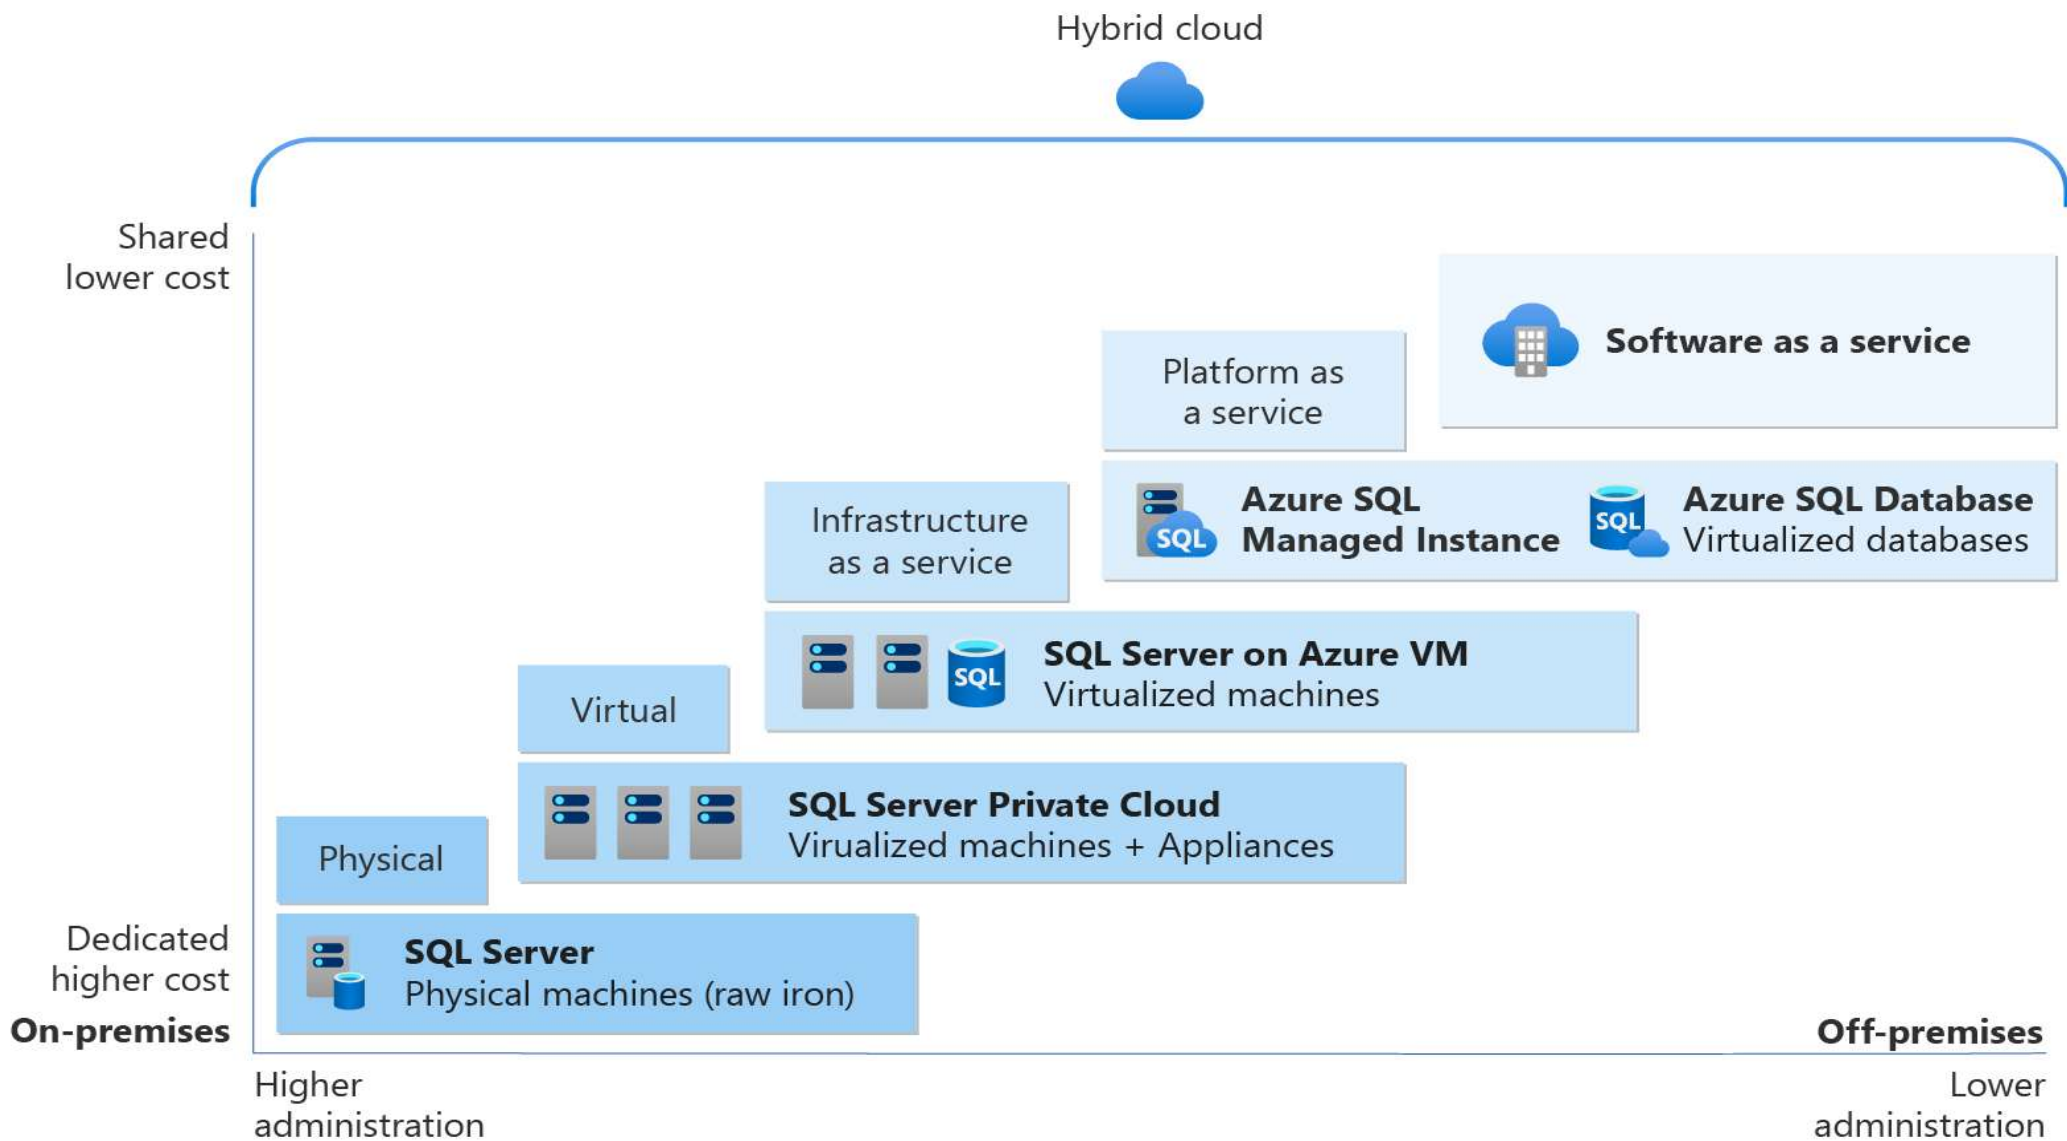 Hybrid cloud
Shared
lower cost
Software as a service
Platform as
a service
Azure SQL
Managed Instance
SQL
SQL
Azure SQL Database
Virtualized databases
Infrastructure
as a service
SQL
SQL Server on Azure VM
Virtualized machines
Virtual
SQL Server Private Cloud
Virualized machines + Appliances
Physical
SQL Server
Physical machines (raw iron)
Dedicated
higher cost
On-premises
Off-premises
Higher
administration
Lower
administration